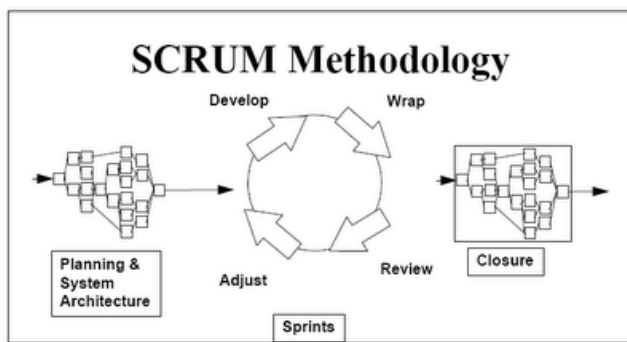 SCRUM Methodology
Develop
Wrap
Planning &
System
Architecture
Adjust
Review
Closure
Sprints